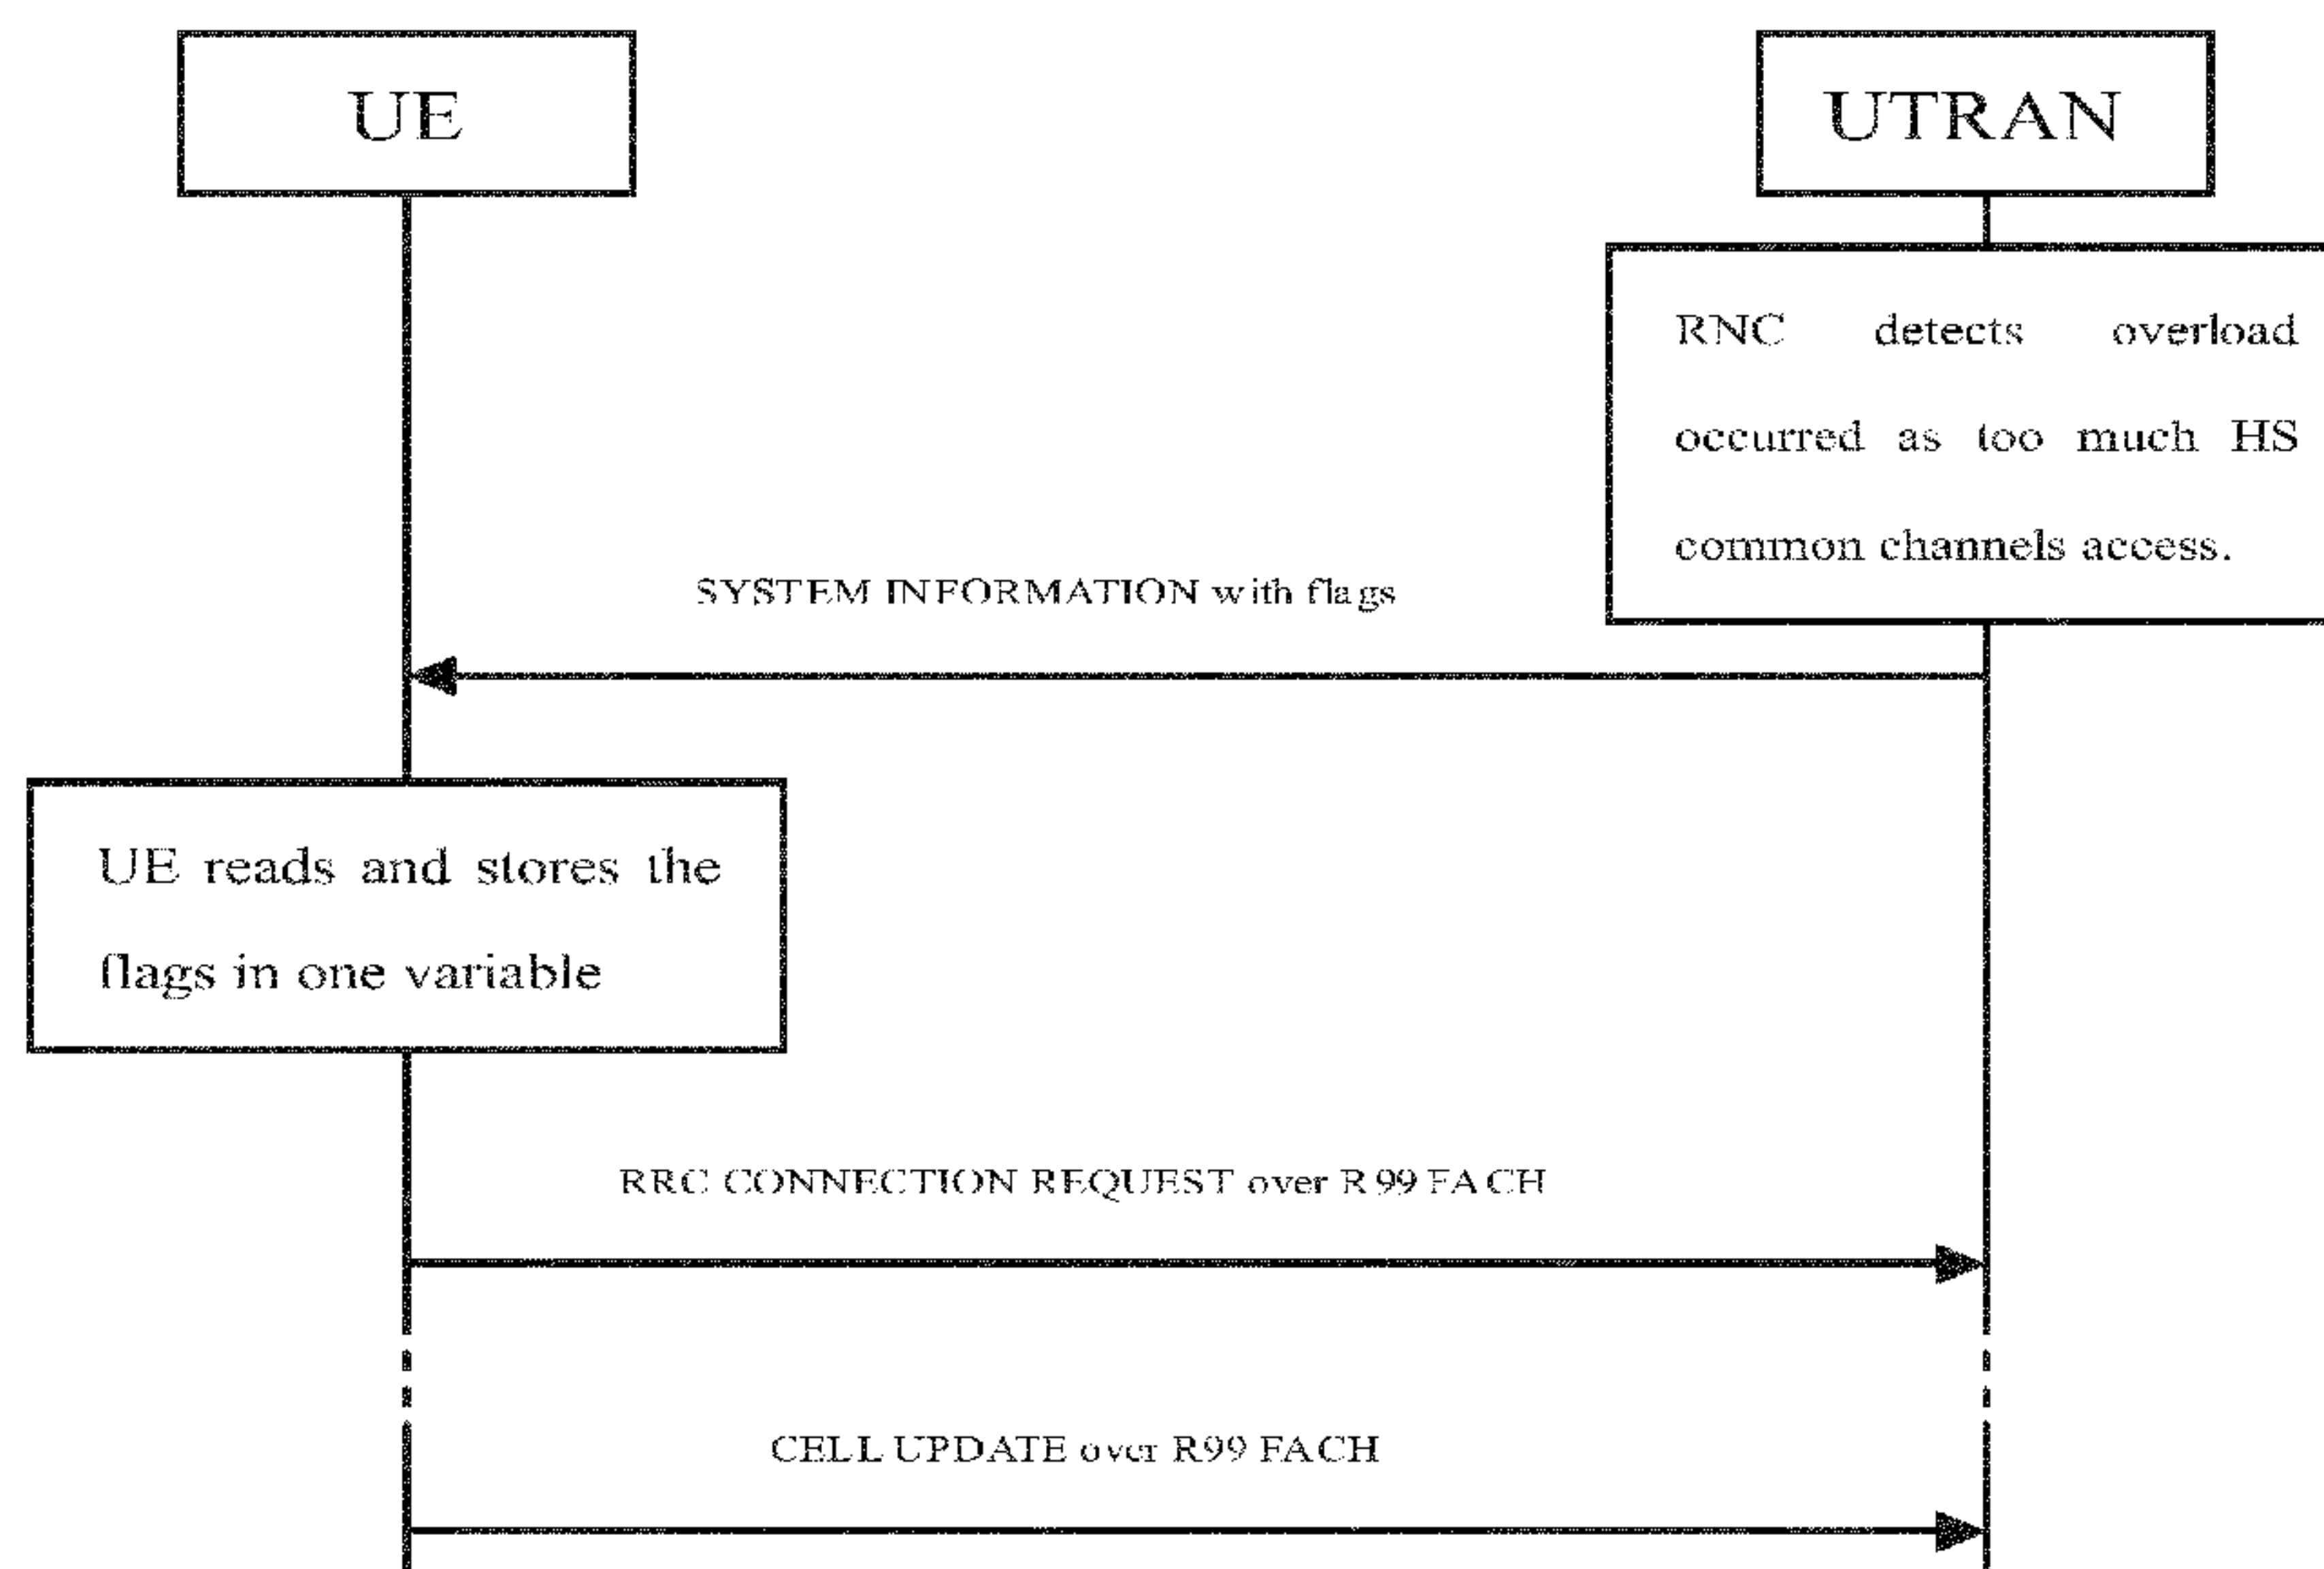 UE
UTRAN
RNC detects overload
occurred as too much HS
common channels access.
SYSTEM INFORMATION with flags
UE reads and stores the
flags in one variable
RRC CONNECTION REQUEST over R99 FACH
CELL UPDATE over R99 FACH